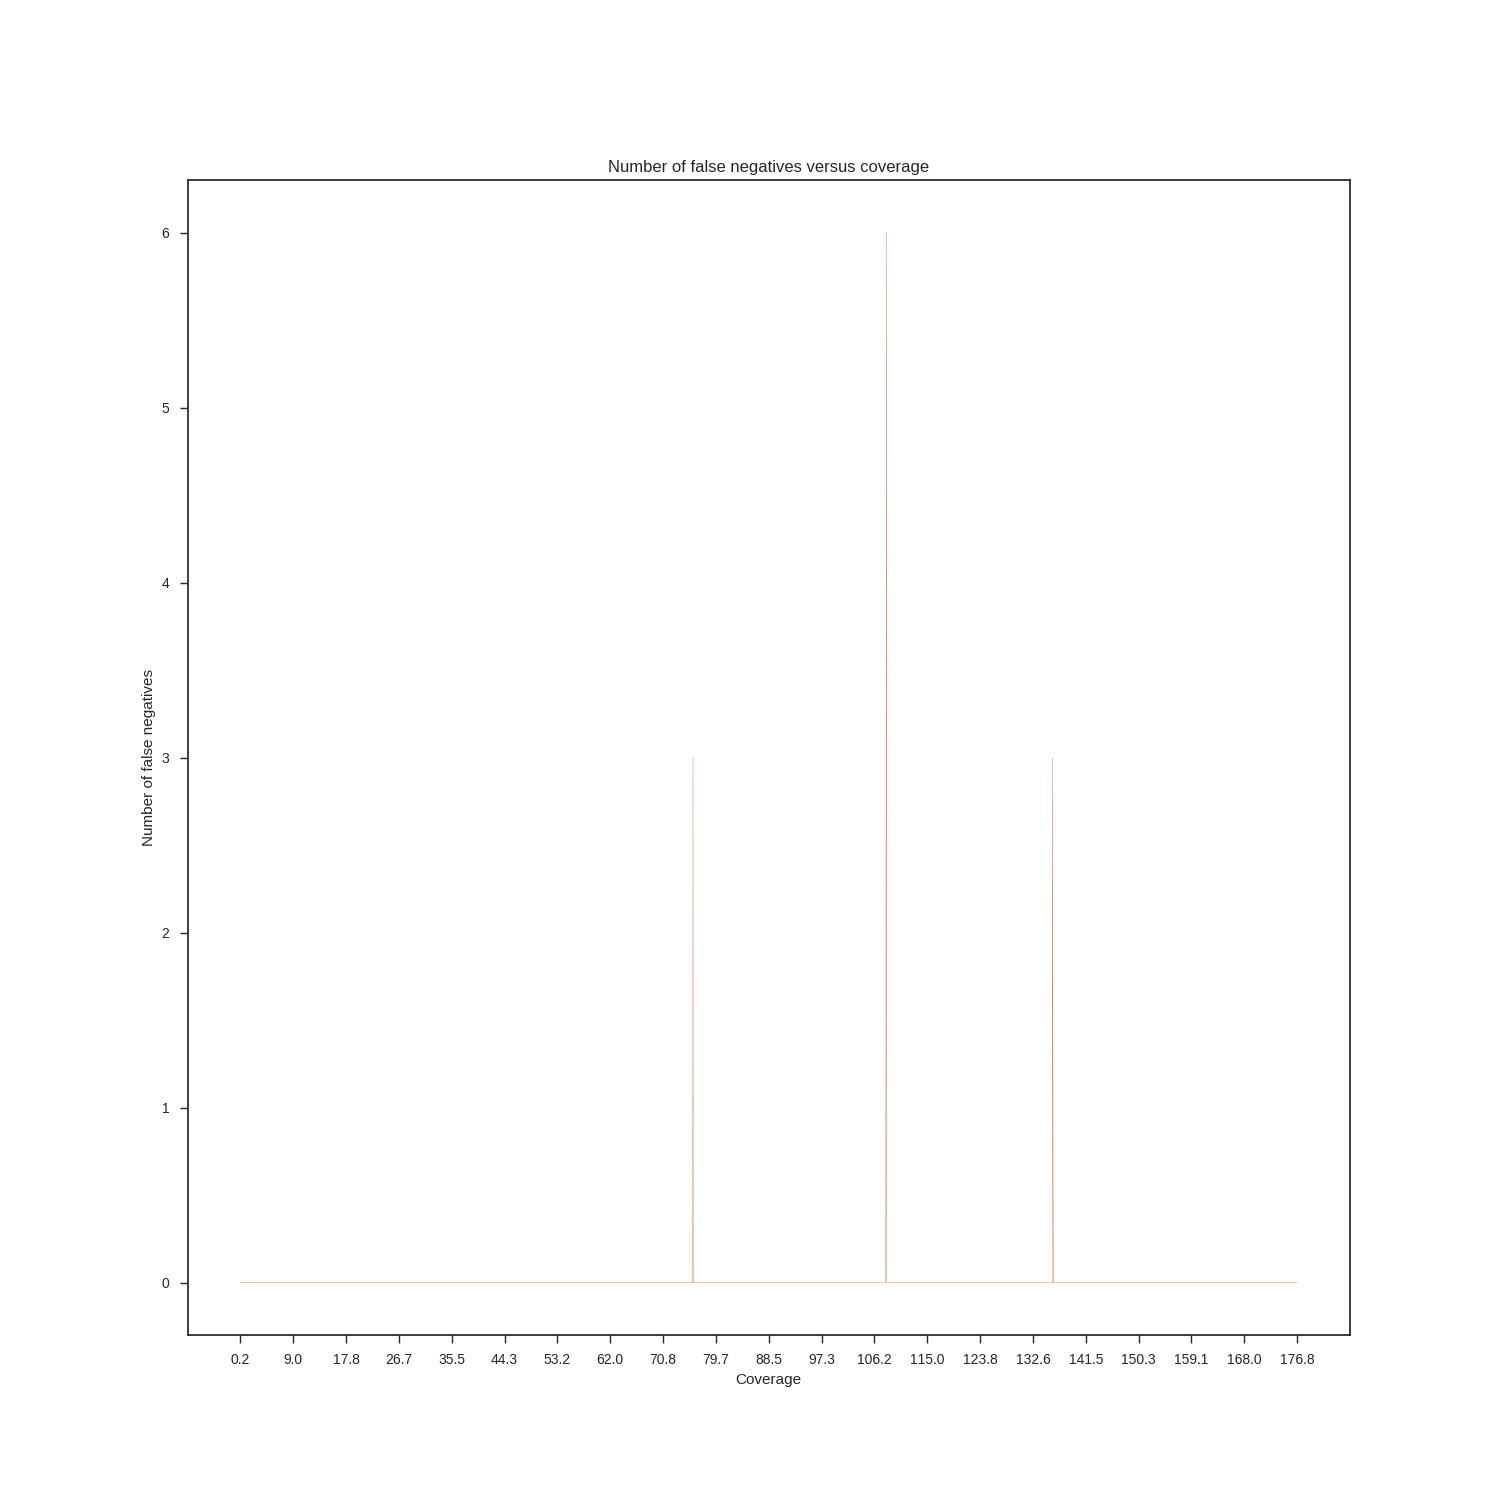 Number of false negatives versus coverage
6
5
4
3
2
1
0
Number of false negatives
0.2 9.0 17.8 26.7 35.5 44.3 53.2 62.0 70.8 79.7 88.5 97.3 106.2 115.0 123.8 132.6 141.5 150.3 159.1 168.0 176.8
Coverage